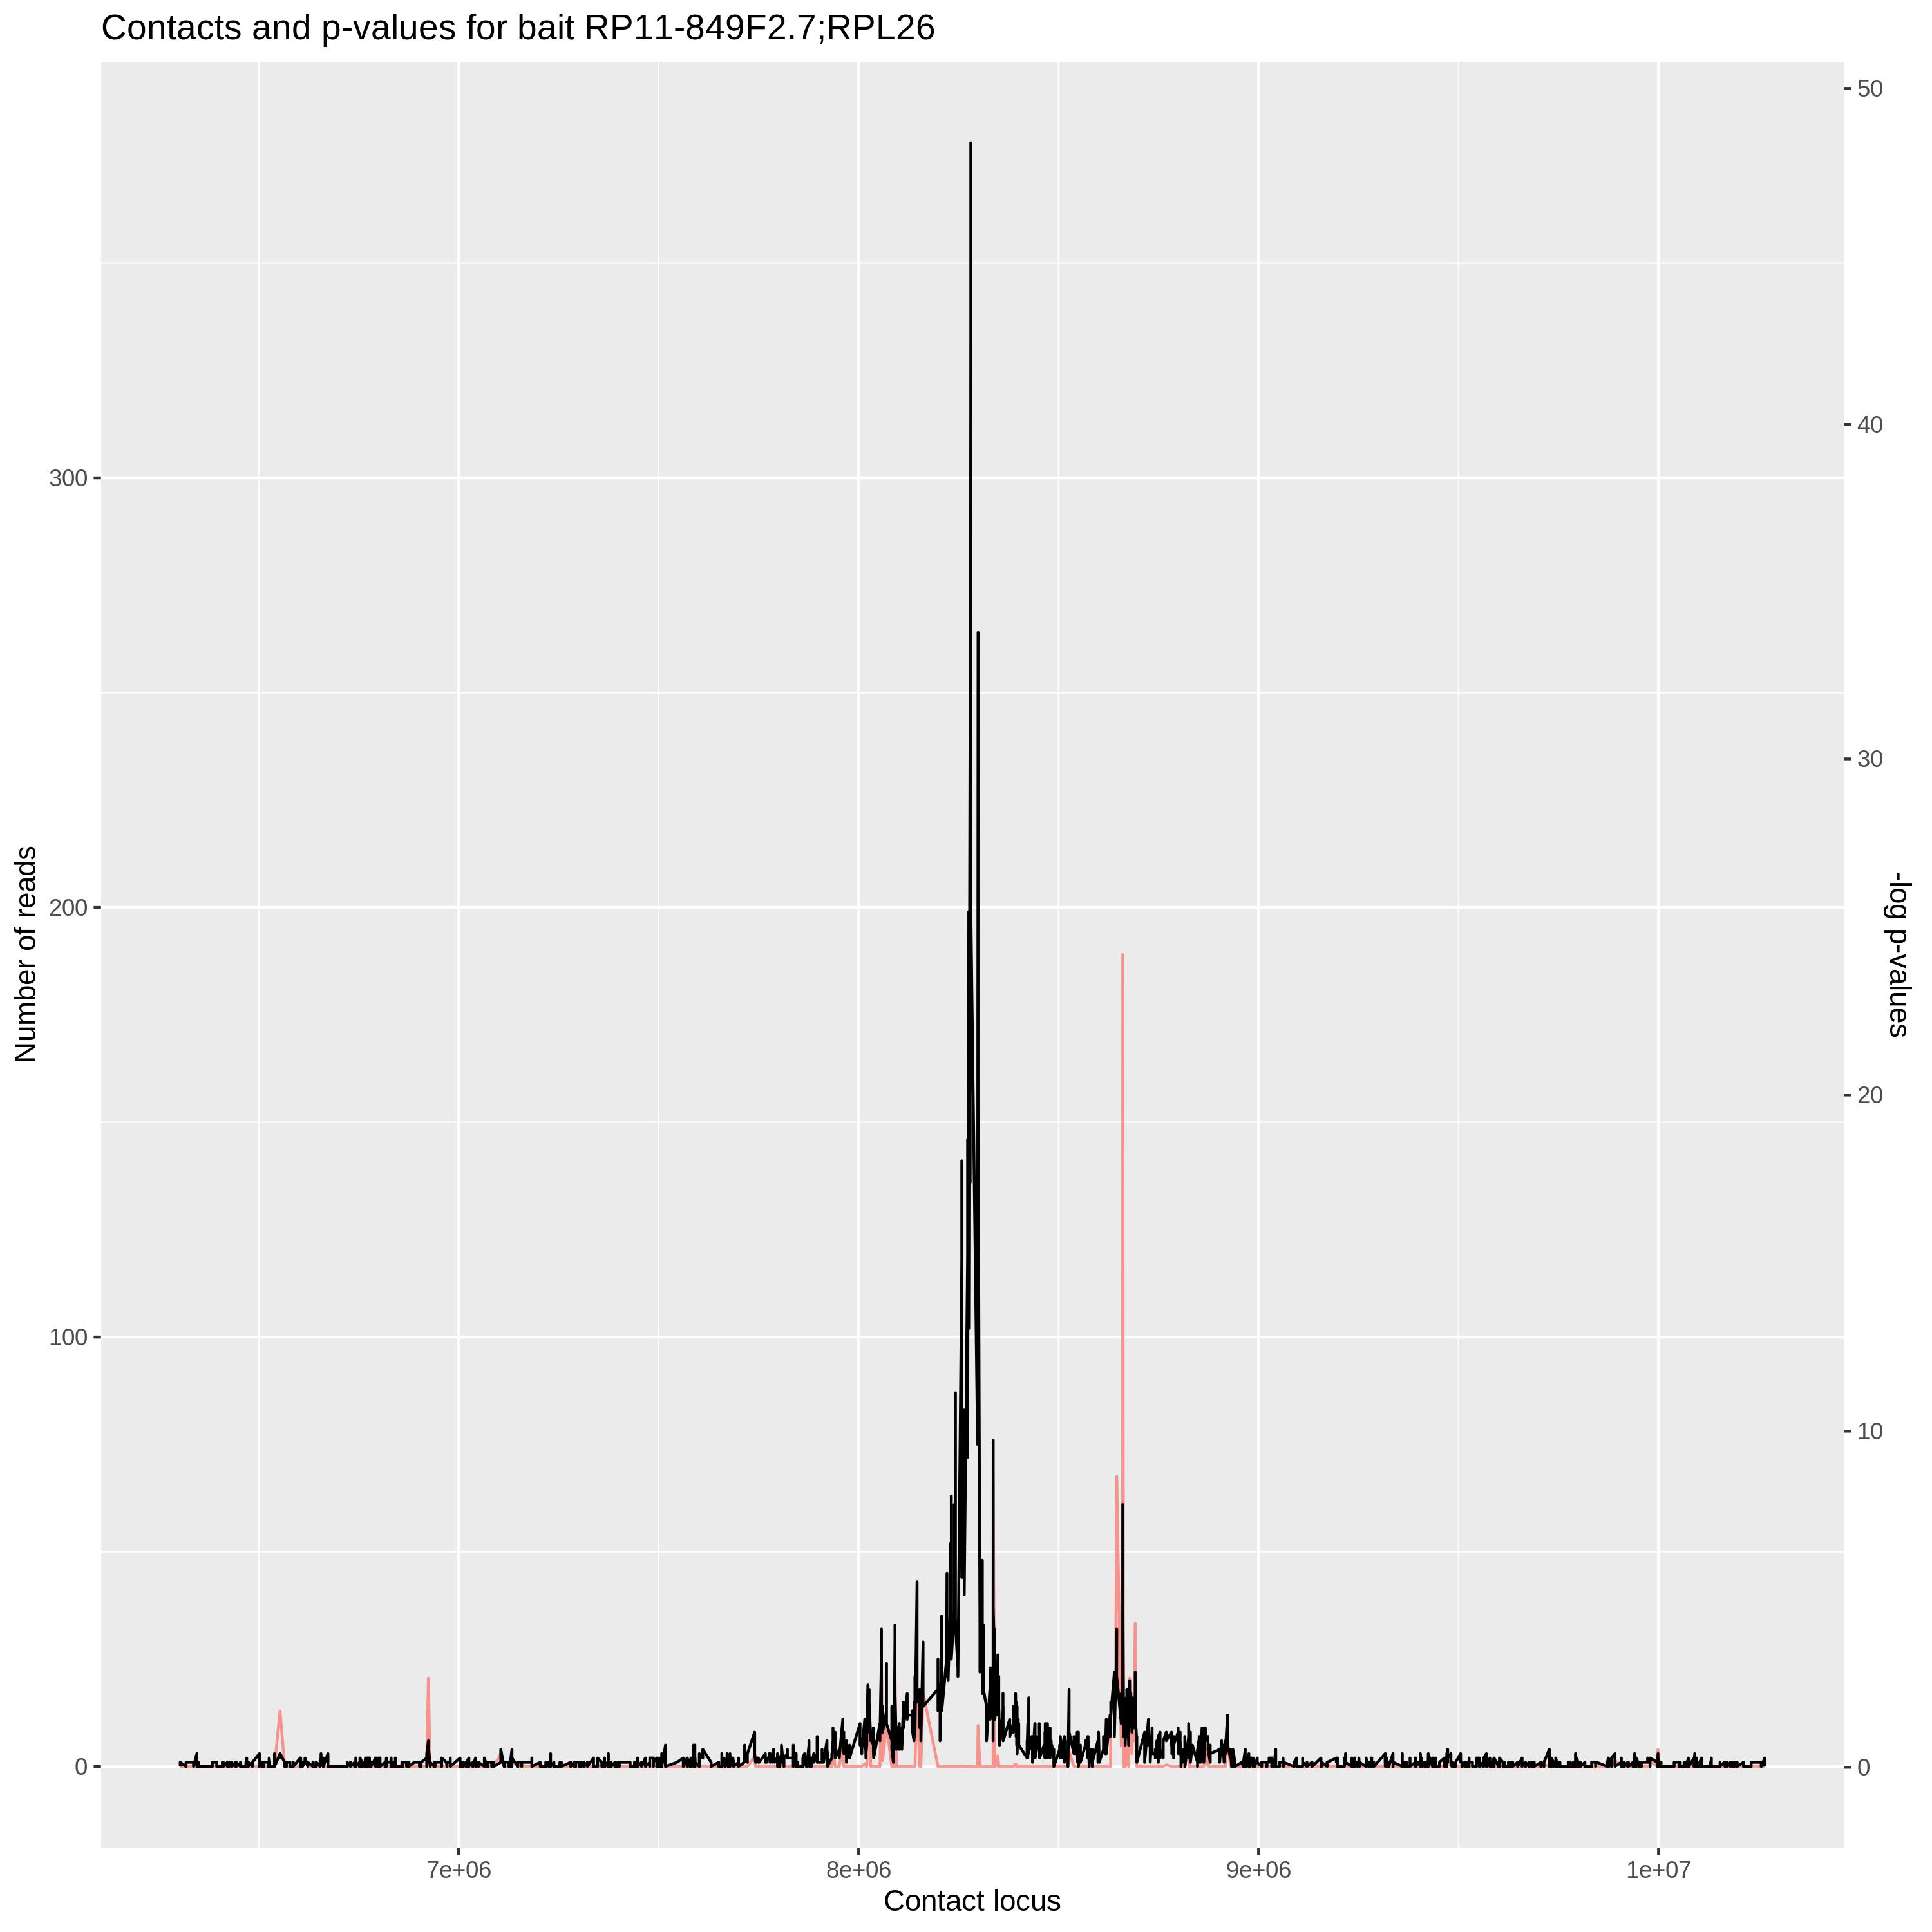 Contacts and p-values for bait RP11-849F2.7;RPL26
50
40
300
30
200
Number of reads
-log p-values
20
100
10
0
0
7e+06
8e+06
9e+06
1e+07
Contact locus